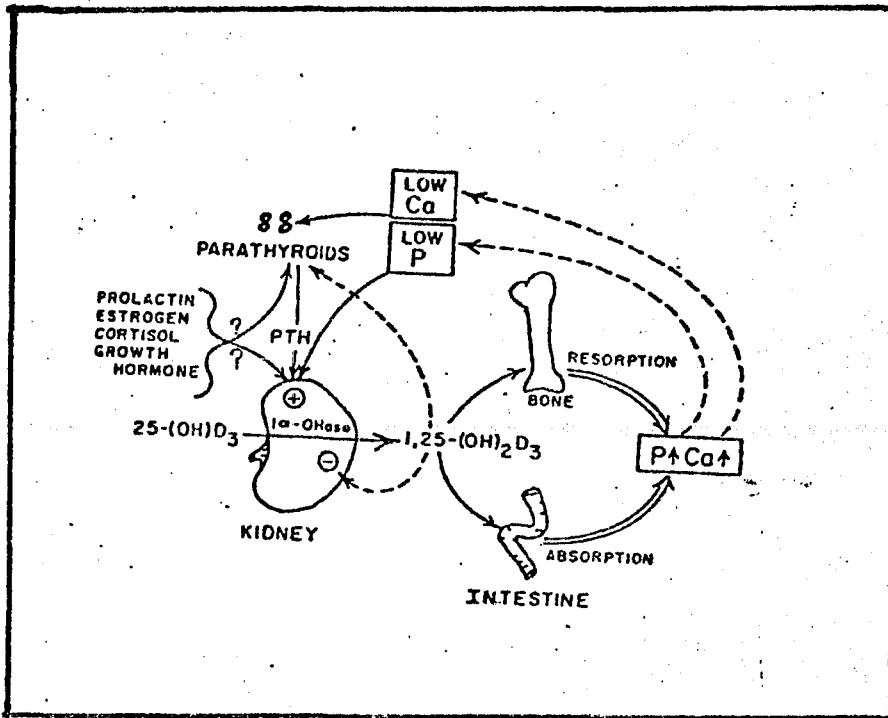 LOW
Ca
LOW
P
PARATHYROIDS
PROLACTIN
ESTROGEN
CORTISOL
GROWTH
HORMONE
?
?
PTH
RESORPTION
BONE
+
25-(OH)D3
1α-OHase
1,25-(OH)2D3
−
P↑ Ca↑
KIDNEY
ABSORPTION
INTESTINE